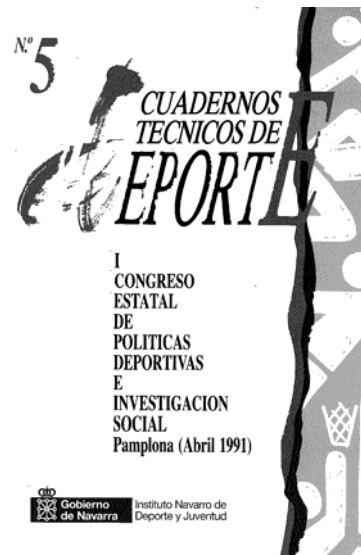 Nº 5
CUADERNOS
TECNICOS DE
dEPORTE
I
CONGRESO
ESTATAL
DE
POLITICAS
DEPORTIVAS
E
INVESTIGACION
SOCIAL
Pamplona (Abril 1991)
Gobierno
de Navarra
Instituto Navarro de
Deporte y Juventud